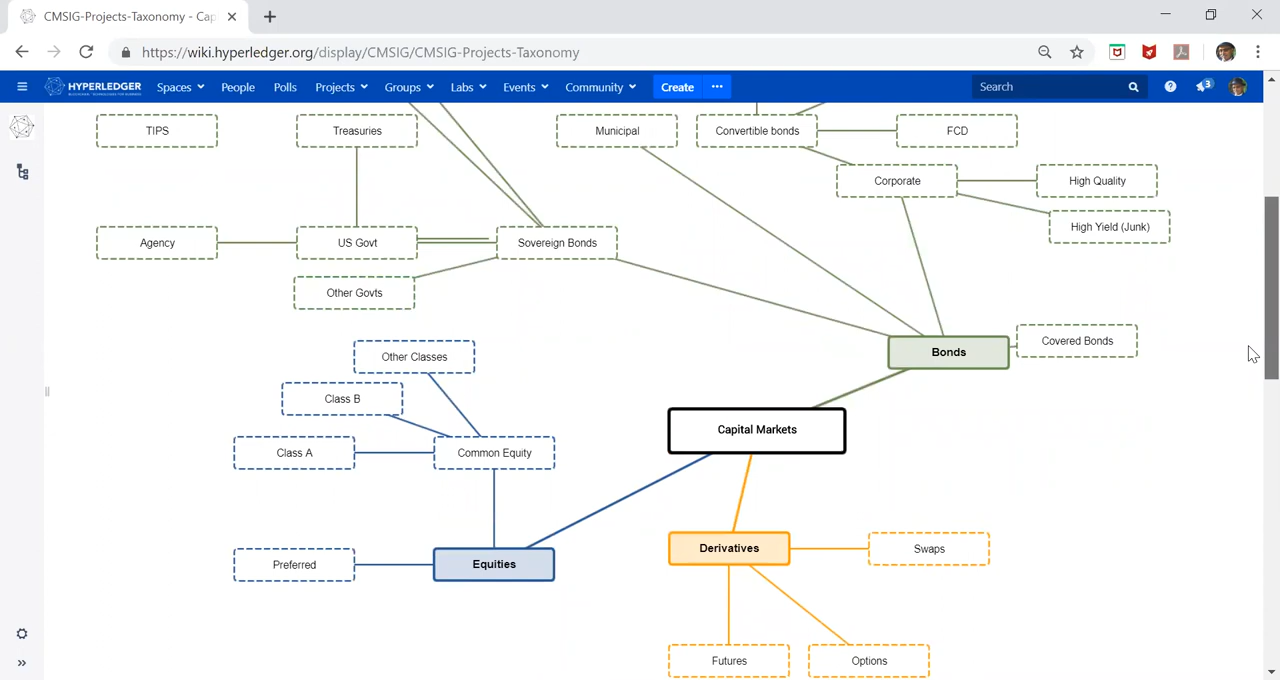 CMSIG-Projects-Taxonomy - Cap
https://wiki.hyperledger.org/display/CMSIG/CMSIG-Projects-Taxonomy
HYPERLEDGER Spaces People Polls Projects Groups Labs Events Community Create ... Search 3
TIPS Treasuries Municipal Convertible bonds FCD
Corporate High Quality
High Yield (Junk)
Agency US Govt Sovereign Bonds
Other Govts
Covered Bonds
Bonds
Other Classes
Class B
Capital Markets
Class A Common Equity
Derivatives Swaps
Preferred Equities
Futures Options